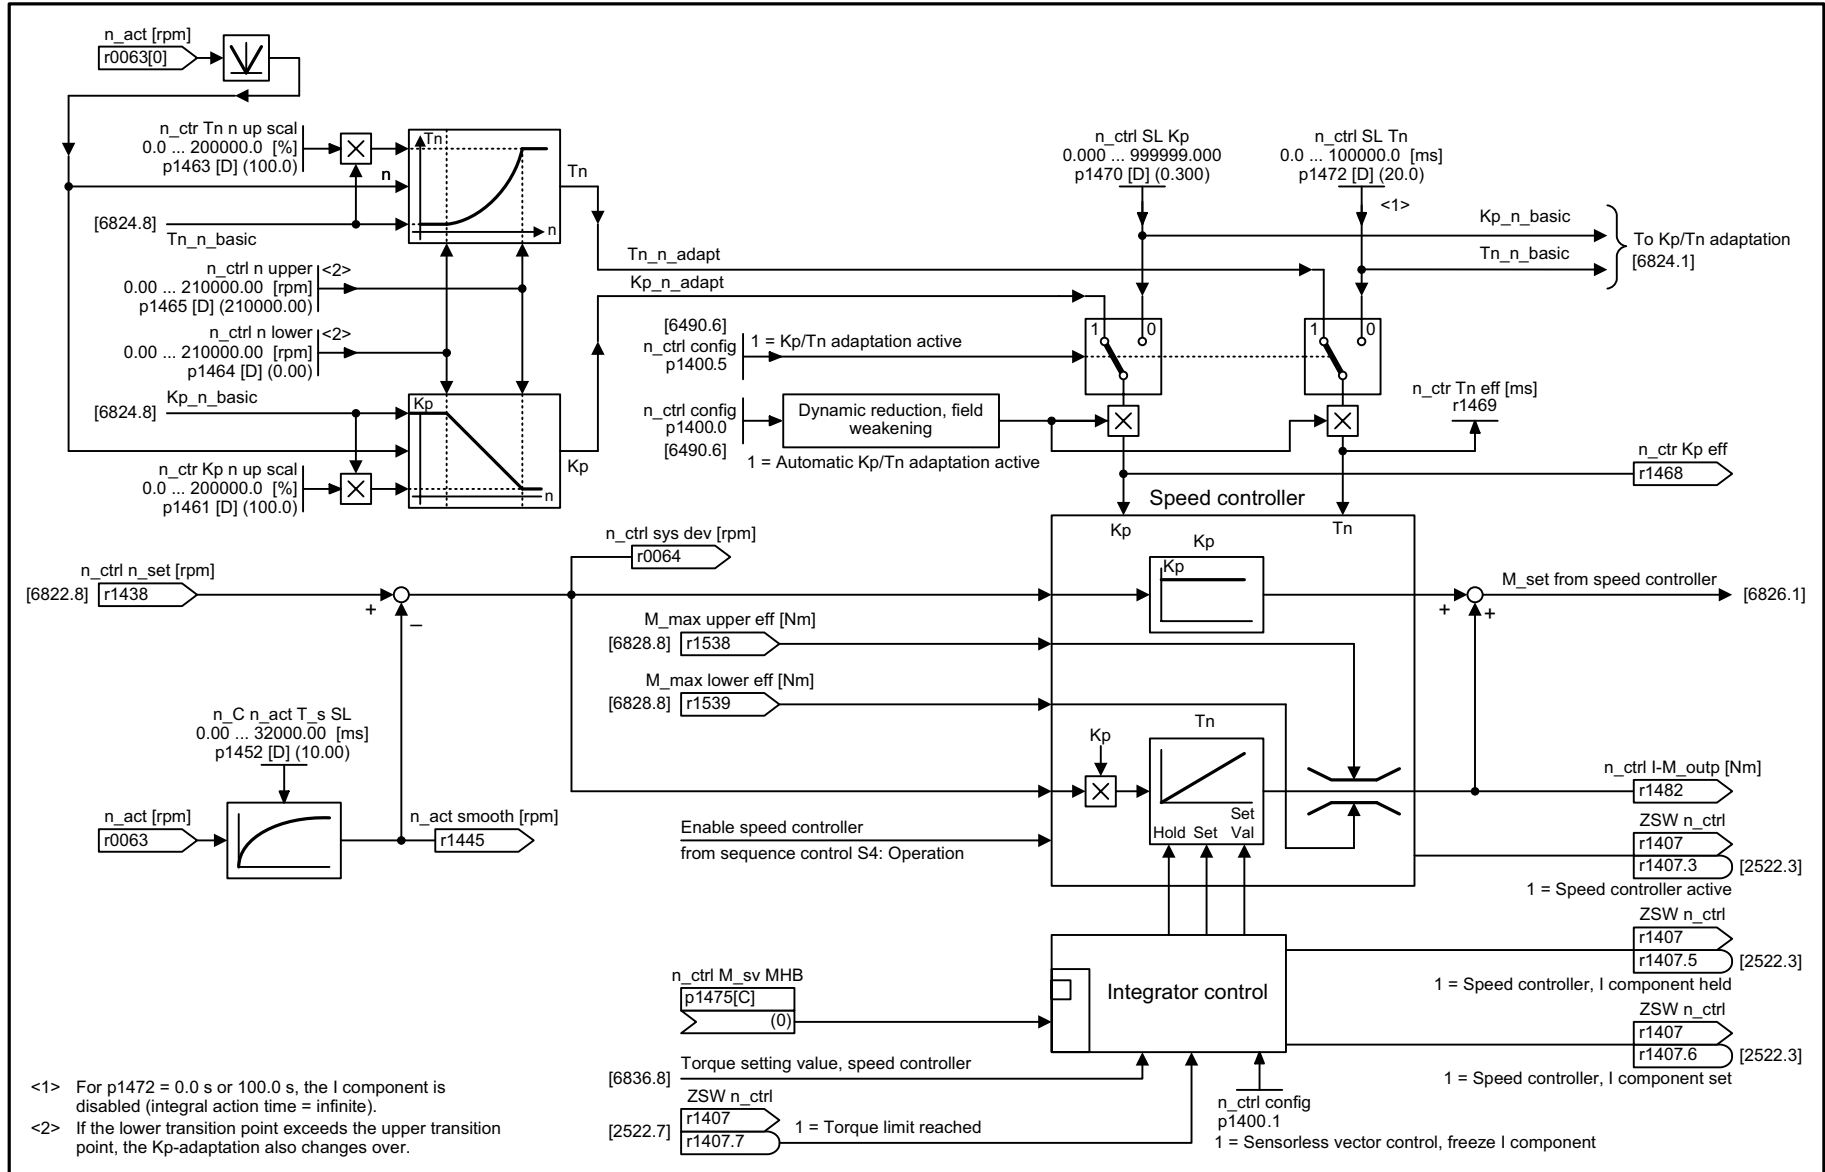 n_act [rpm]
r0063[0]
n_ctr Tn n up scal
0.0 ... 200000.0 [%]
p1463 [D] (100.0)
n
Tn
n
Tn
[6824.8]
Tn_n_basic
n_ctrl n upper <2>
0.00 ... 210000.00 [rpm]
p1465 [D] (210000.00)
n_ctrl n lower <2>
0.00 ... 210000.00 [rpm]
p1464 [D] (0.00)
Kp_n_basic
[6824.8]
n_ctr Kp n up scal
0.0 ... 200000.0 [%]
p1461 [D] (100.0)
Kp
n
Kp
Tn_n_adapt
Kp_n_adapt
n_ctrl SL Kp
0.000 ... 999999.000
p1470 [D] (0.300)
n_ctrl SL Tn
0.0 ... 100000.0 [ms]
p1472 [D] (20.0)
<1>
Kp_n_basic
Tn_n_basic
To Kp/Tn adaptation
[6824.1]
[6490.6]
n_ctrl config
p1400.5
1 = Kp/Tn adaptation active
1 0
1 0
n_ctrl config
p1400.0
[6490.6]
Dynamic reduction, field
weakening
1 = Automatic Kp/Tn adaptation active
n_ctr Tn eff [ms]
r1469
n_ctr Kp eff
r1468
Speed controller
Kp
Tn
n_ctrl sys dev [rpm]
r0064
n_ctrl n_set [rpm]
[6822.8] r1438
+
–
Kp
Kp
M_set from speed controller
[6826.1]
+
+
M_max upper eff [Nm]
[6828.8] r1538
M_max lower eff [Nm]
[6828.8] r1539
Kp
Tn
Set
Hold Set Val
n_C n_act T_s SL
0.00 ... 32000.00 [ms]
p1452 [D] (10.00)
n_act [rpm]
r0063
n_act smooth [rpm]
r1445
Enable speed controller
from sequence control S4: Operation
n_ctrl I-M_outp [Nm]
r1482
ZSW n_ctrl
r1407
r1407.3 [2522.3]
1 = Speed controller active
ZSW n_ctrl
r1407
r1407.5 [2522.3]
1 = Speed controller, I component held
ZSW n_ctrl
r1407
r1407.6 [2522.3]
1 = Speed controller, I component set
Integrator control
n_ctrl M_sv MHB
p1475[C]
(0)
Torque setting value, speed controller
[6836.8]
ZSW n_ctrl
r1407
[2522.7] r1407.7
1 = Torque limit reached
n_ctrl config
p1400.1
1 = Sensorless vector control, freeze I component
<1> For p1472 = 0.0 s or 100.0 s, the I component is
disabled (integral action time = infinite).
<2> If the lower transition point exceeds the upper transition
point, the Kp-adaptation also changes over.